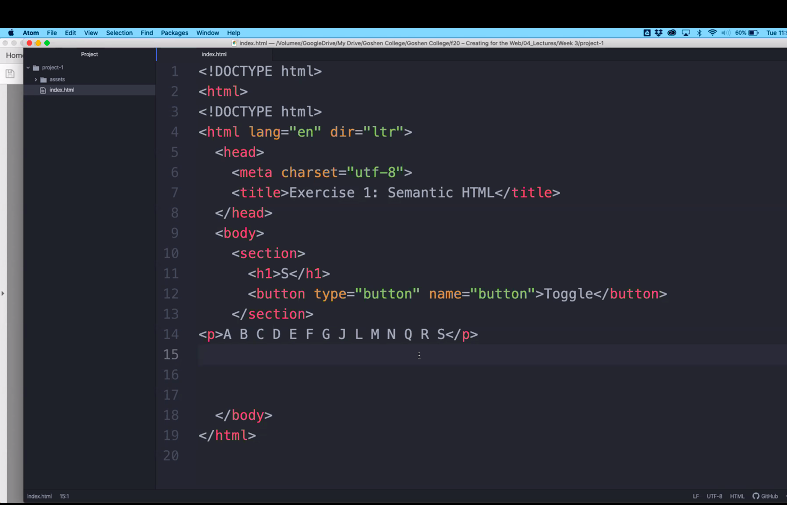 Atom File Edit View Selection Find Packages Window Help 60% Tue 11:
index.html — /Volumes/GoogleDrive/My Drive/Goshen College/Goshen College/f20 - Creating for the Web/04_Lectures/Week 3/project-1
Hom
Project
index.html
project-1
assets
index.html
1 <!DOCTYPE html>
2 <html>
3 <!DOCTYPE html>
4 <html lang="en" dir="ltr">
5 <head>
6 <meta charset="utf-8">
7 <title>Exercise 1: Semantic HTML</title>
8 </head>
9 <body>
10 <section>
11 <h1>S</h1>
12 <button type="button" name="button">Toggle</button>
13 </section>
14 <p>A B C D E F G J L M N Q R S</p>
15
16
17
18 </body>
19 </html>
20
index.html 15:1 LF UTF-8 HTML GitHub